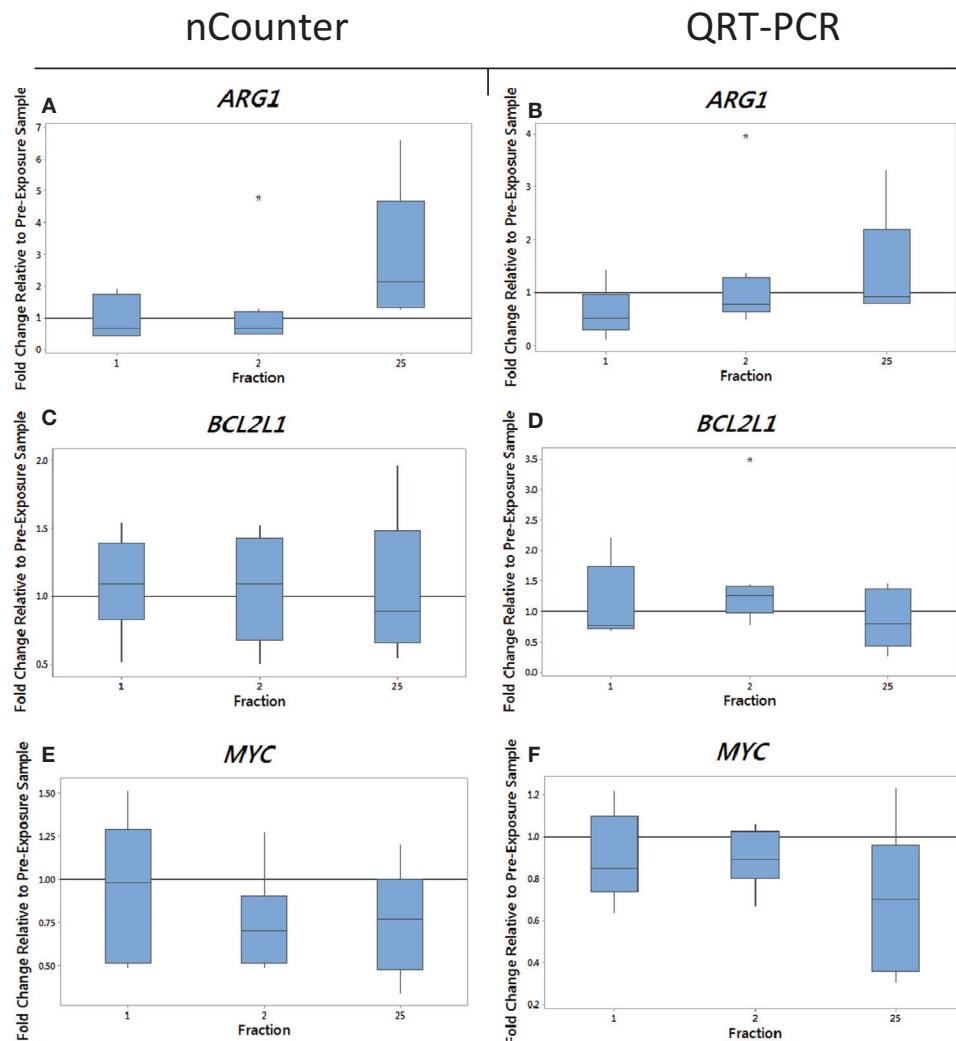 nCounter
QRT-PCR
A
ARG1
Fold Change Relative to Pre-Exposure Sample
7
6
5
4
3
2
1
0
*
1
2
25
Fraction
B
ARG1
Fold Change Relative to Pre-Exposure Sample
4
3
2
1
0
*
1
2
25
Fraction
C
BCL2L1
Fold Change Relative to Pre-Exposure Sample
2.0
1.5
1.0
0.5
1
2
25
Fraction
D
BCL2L1
Fold Change Relative to Pre-Exposure Sample
3.5
3.0
2.5
2.0
1.5
1.0
0.5
0.0
*
1
2
25
Fraction
E
MYC
Fold Change Relative to Pre-Exposure Sample
1.50
1.25
1.00
0.75
0.50
1
2
25
Fraction
F
MYC
Fold Change Relative to Pre-Exposure Sample
1.2
1.0
0.8
0.6
0.4
0.2
1
2
25
Fraction